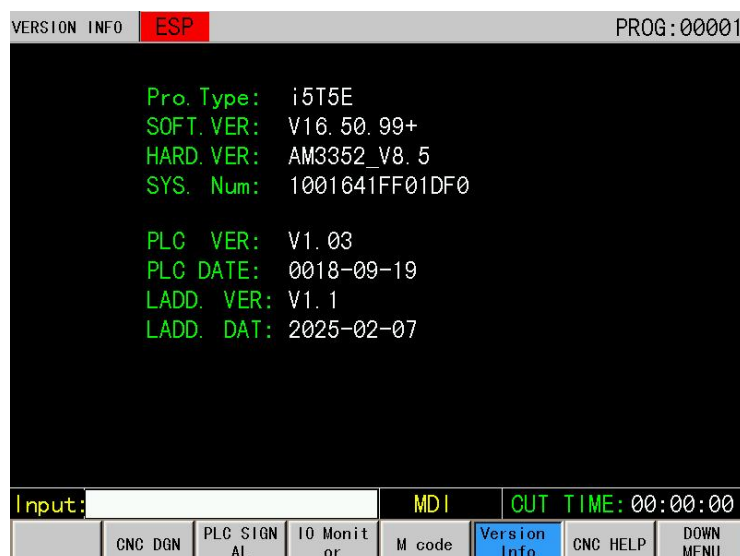 VERSION INFO ESP PROG:00001
Pro.Type: i5T5E
SOFT.VER: V16.50.99+
HARD.VER: AM3352_V8.5
SYS. Num: 1001641FF01DF0
PLC VER: V1.03
PLC DATE: 0018-09-19
LADD. VER: V1.1
LADD. DAT: 2025-02-07
Input: MDI CUT TIME: 00:00:00
CNC DGN PLC SIGN IO Monit M code Version CNC HELP DOWN
AL or Info MENU